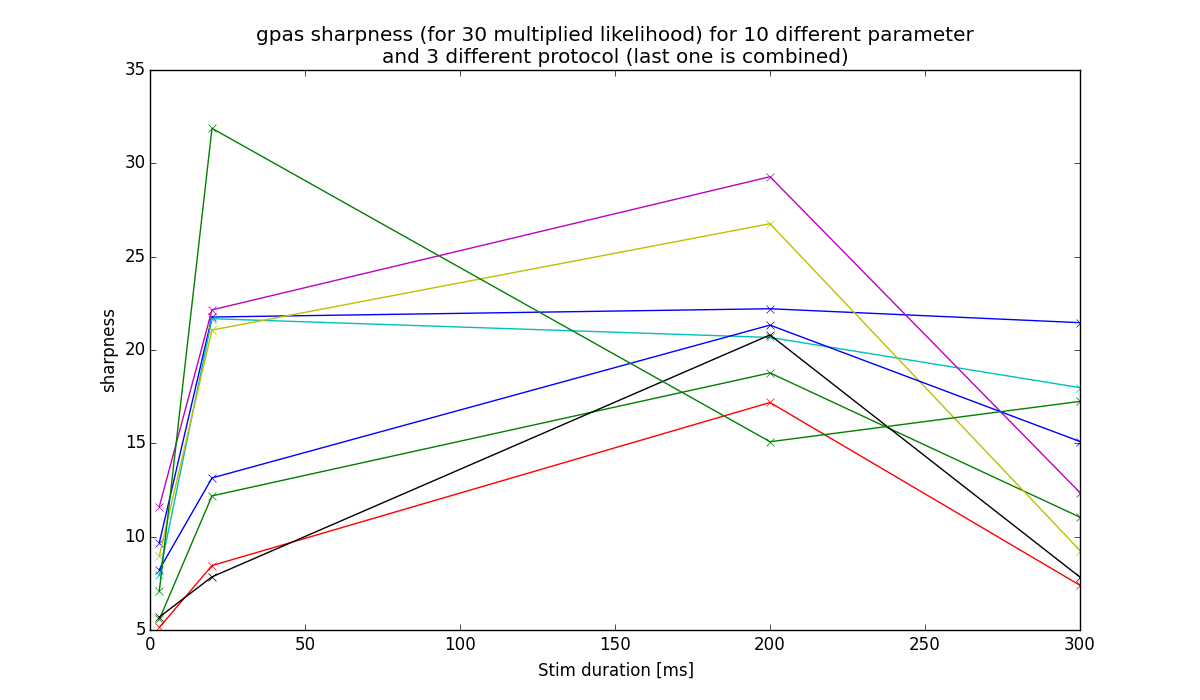 gpas sharpness (for 30 multiplied likelihood) for 10 different parameter
and 3 different protocol (last one is combined)
35
30
25
20
15
10
5
sharpness
0 50 100 150 200 250 300
Stim duration [ms]